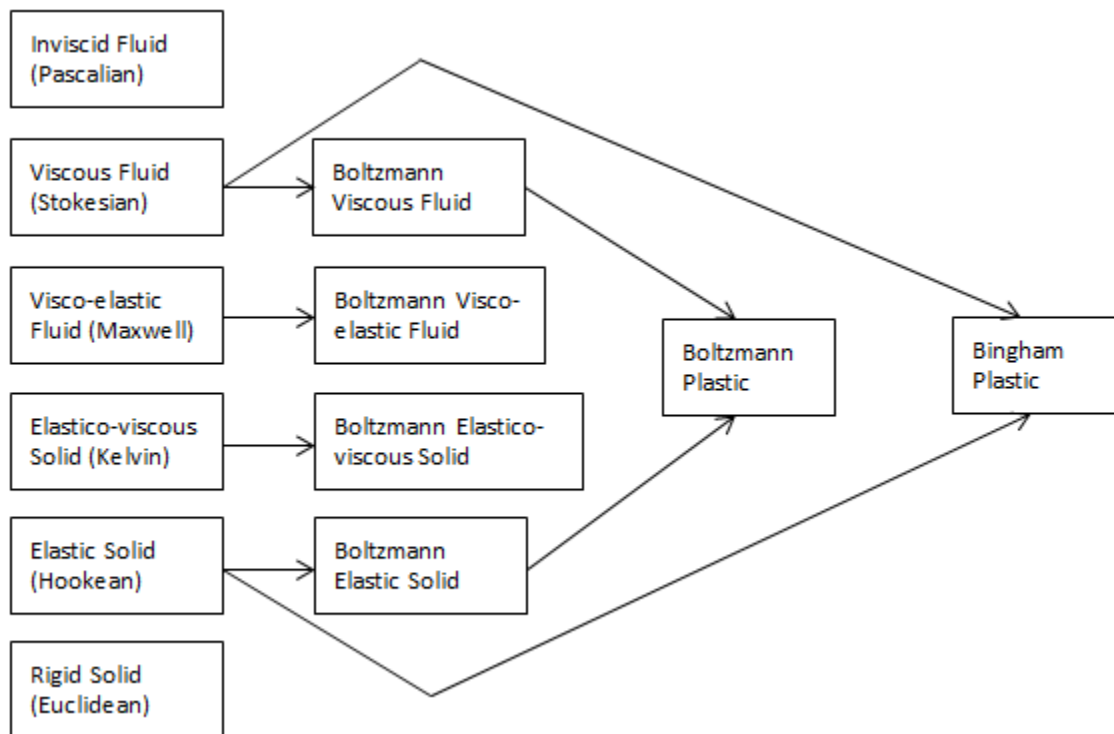 Inviscid Fluid
(Pascalian)
Viscous Fluid
(Stokesian)
Boltzmann
Viscous Fluid
Visco-elastic
Fluid (Maxwell)
Boltzmann Visco-
elastic Fluid
Boltzmann
Plastic
Bingham
Plastic
Elastico-viscous
Solid (Kelvin)
Boltzmann Elastico-
viscous Solid
Elastic Solid
(Hookean)
Boltzmann
Elastic Solid
Rigid Solid
(Euclidean)